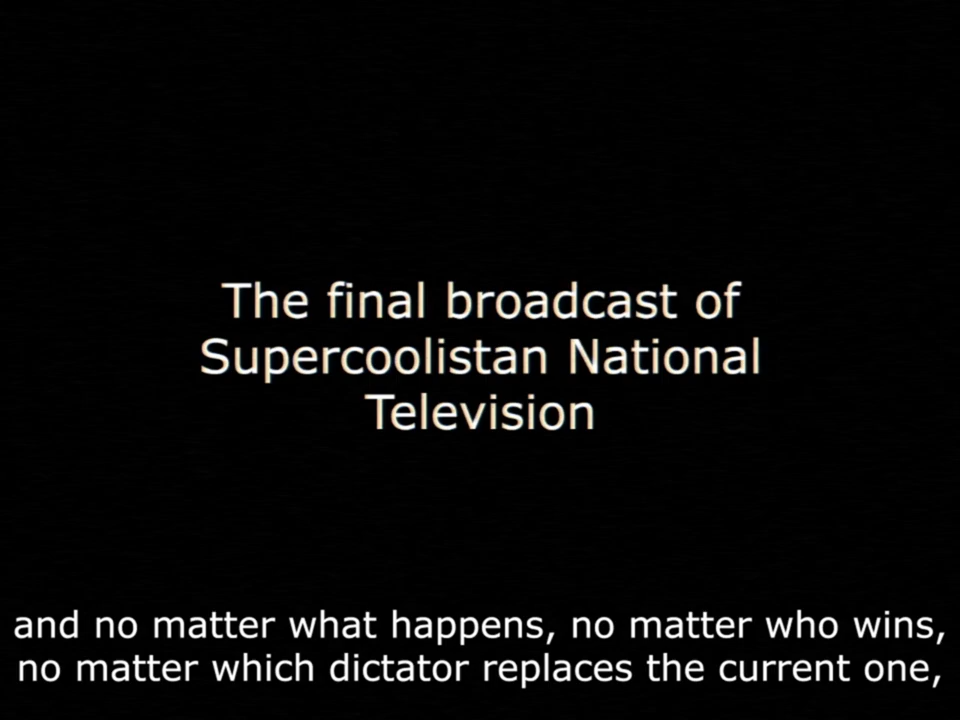 The final broadcast of
Supercoolistan National
Television
and no matter what happens, no matter who wins,
no matter which dictator replaces the current one,